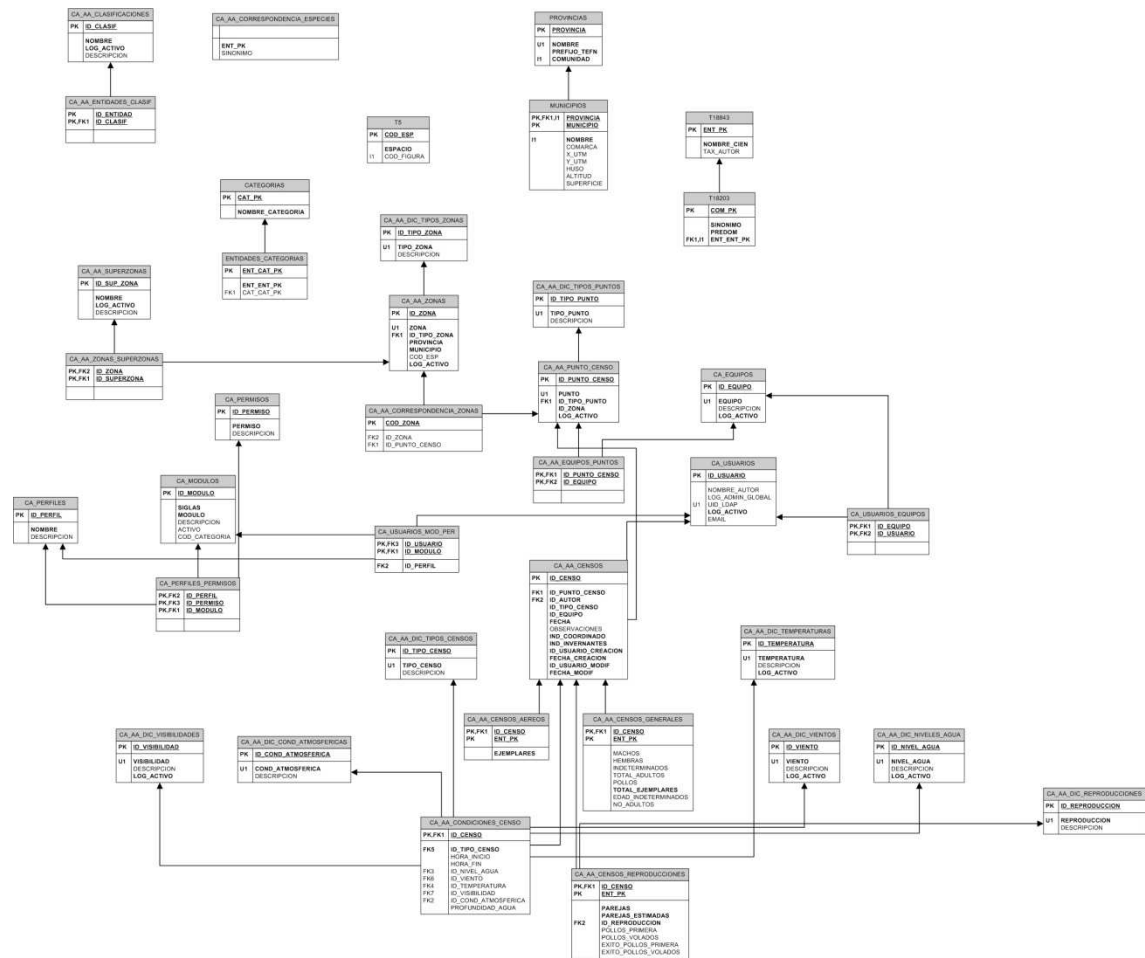 CA_AA_CLASIFICACIONES
PK ID_CLASIF
NOMBRE
LOG_ACTIVO
DESCRIPCION
CA_AA_CORRESPONDENCIA_ESPECIES
ENT_PK
SINONIMO
PROVINCIAS
PK PROVINCIA
U1 NOMBRE
PREFIJO_TEFN
I1 COMUNIDAD
CA_AA_ENTIDADES_CLASIF
PK ID_ENTIDAD
PK,FK1 ID_CLASIF
MUNICIPIOS
PK,FK1,I1 PROVINCIA
PK MUNICIPIO
I1 NOMBRE
COMARCA
X_UTM
Y_UTM
HUSO
ALTITUD
SUPERFICIE
T5
PK COD_ESP
ESPACIO
I1 COD_FIGURA
T18843
PK ENT_PK
NOMBRE_CIEN
TAX_AUTOR
CATEGORIAS
PK CAT_PK
NOMBRE_CATEGORIA
T18203
PK COM_PK
SINONIMO
PREDOM
FK1,I1 ENT_ENT_PK
CA_AA_DIC_TIPOS_ZONAS
PK ID_TIPO_ZONA
U1 TIPO_ZONA
DESCRIPCION
ENTIDADES_CATEGORIAS
PK ENT_CAT_PK
ENT_ENT_PK
FK1 CAT_CAT_PK
CA_AA_SUPERZONAS
PK ID_SUP_ZONA
NOMBRE
LOG_ACTIVO
DESCRIPCION
CA_AA_DIC_TIPOS_PUNTOS
PK ID_TIPO_PUNTO
U1 TIPO_PUNTO
DESCRIPCION
CA_AA_ZONAS
PK ID_ZONA
U1 ZONA
FK1 ID_TIPO_ZONA
PROVINCIA
MUNICIPIO
COD_ESP
LOG_ACTIVO
CA_AA_ZONAS_SUPERZONAS
PK,FK2 ID_ZONA
PK,FK1 ID_SUPERZONA
CA_AA_PUNTO_CENSO
PK ID_PUNTO_CENSO
U1 PUNTO
FK1 ID_TIPO_PUNTO
ID_ZONA
LOG_ACTIVO
CA_EQUIPOS
PK ID_EQUIPO
U1 EQUIPO
DESCRIPCION
LOG_ACTIVO
CA_PERMISOS
PK ID_PERMISO
PERMISO
DESCRIPCION
CA_AA_CORRESPONDENCIA_ZONAS
PK COD_ZONA
FK2 ID_ZONA
FK1 ID_PUNTO_CENSO
CA_AA_EQUIPOS_PUNTOS
PK,FK1 ID_PUNTO_CENSO
PK,FK2 ID_EQUIPO
CA_USUARIOS
PK ID_USUARIO
NOMBRE_AUTOR
LOG_ADMIN_GLOBAL
U1 UID_LDAP
LOG_ACTIVO
EMAIL
CA_MODULOS
PK ID_MODULO
SIGLAS
MODULO
DESCRIPCION
ACTIVO
COD_CATEGORIA
CA_PERFILES
PK ID_PERFIL
NOMBRE
DESCRIPCION
CA_USUARIOS_EQUIPOS
PK,FK1 ID_EQUIPO
PK,FK2 ID_USUARIO
CA_USUARIOS_MOD_PER
PK,FK3 ID_USUARIO
PK,FK1 ID_MODULO
FK2 ID_PERFIL
CA_AA_CENSOS
PK ID_CENSO
FK1 ID_PUNTO_CENSO
FK2 ID_AUTOR
ID_TIPO_CENSO
ID_EQUIPO
FECHA
OBSERVACIONES
IND_COORDINADO
IND_INVERNANTES
ID_USUARIO_CREACION
FECHA_CREACION
ID_USUARIO_MODIF
FECHA_MODIF
CA_PERFILES_PERMISOS
PK,FK2 ID_PERFIL
PK,FK3 ID_PERMISO
PK,FK1 ID_MODULO
CA_AA_DIC_TIPOS_CENSOS
PK ID_TIPO_CENSO
U1 TIPO_CENSO
DESCRIPCION
CA_AA_DIC_TEMPERATURAS
PK ID_TEMPERATURA
U1 TEMPERATURA
DESCRIPCION
LOG_ACTIVO
CA_AA_CENSOS_AEREOS
PK,FK1 ID_CENSO
PK ENT_PK
EJEMPLARES
CA_AA_CENSOS_GENERALES
PK,FK1 ID_CENSO
PK ENT_PK
MACHOS
HEMBRAS
INDETERMINADOS
TOTAL_ADULTOS
POLLOS
TOTAL_EJEMPLARES
EDAD_INDETERMINADOS
NO_ADULTOS
CA_AA_DIC_VISIBILIDADES
PK ID_VISIBILIDAD
U1 VISIBILIDAD
DESCRIPCION
LOG_ACTIVO
CA_AA_DIC_COND_ATMOSFERICAS
PK ID_COND_ATMOSFERICA
U1 COND_ATMOSFERICA
DESCRIPCION
CA_AA_DIC_VIENTOS
PK ID_VIENTO
U1 VIENTO
DESCRIPCION
LOG_ACTIVO
CA_AA_DIC_NIVELES_AGUA
PK ID_NIVEL_AGUA
U1 NIVEL_AGUA
DESCRIPCION
LOG_ACTIVO
CA_AA_DIC_REPRODUCCIONES
PK ID_REPRODUCCION
U1 REPRODUCCION
DESCRIPCION
CA_AA_CONDICIONES_CENSO
PK,FK1 ID_CENSO
FK5 ID_TIPO_CENSO
HORA_INICIO
HORA_FIN
FK3 ID_NIVEL_AGUA
FK6 ID_VIENTO
FK4 ID_TEMPERATURA
FK7 ID_VISIBILIDAD
FK2 ID_COND_ATMOSFERICA
PROFUNDIDAD_AGUA
CA_AA_CENSOS_REPRODUCCIONES
PK,FK1 ID_CENSO
PK ENT_PK
PAREJAS
PAREJAS_ESTIMADAS
FK2 ID_REPRODUCCION
POLLOS_PRIMERA
POLLOS_VOLADOS
EXITO_POLLOS_PRIMERA
EXITO_POLLOS_VOLADOS